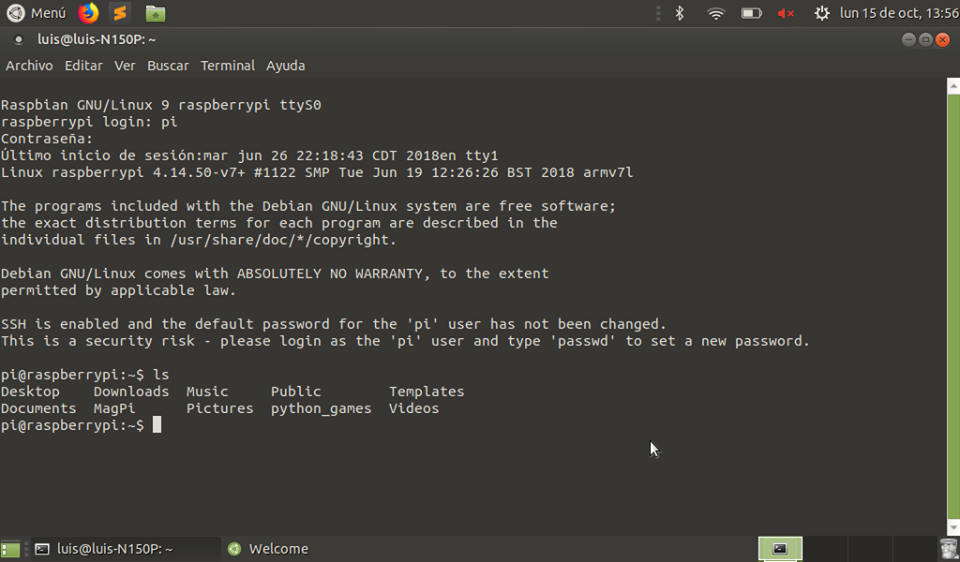 Menú
lun 15 de oct, 13:56
luis@luis-N150P: ~
Archivo Editar Ver Buscar Terminal Ayuda
Raspbian GNU/Linux 9 raspberrypi ttyS0
raspberrypi login: pi
Contraseña:
Último inicio de sesión:mar jun 26 22:18:43 CDT 2018en tty1
Linux raspberrypi 4.14.50-v7+ #1122 SMP Tue Jun 19 12:26:26 BST 2018 armv7l
The programs included with the Debian GNU/Linux system are free software;
the exact distribution terms for each program are described in the
individual files in /usr/share/doc/*/copyright.
Debian GNU/Linux comes with ABSOLUTELY NO WARRANTY, to the extent
permitted by applicable law.
SSH is enabled and the default password for the 'pi' user has not been changed.
This is a security risk - please login as the 'pi' user and type 'passwd' to set a new password.
pi@raspberrypi:~$ ls
Desktop Downloads Music Public Templates
Documents MagPi Pictures python_games Videos
pi@raspberrypi:~$
luis@luis-N150P: ~ Welcome